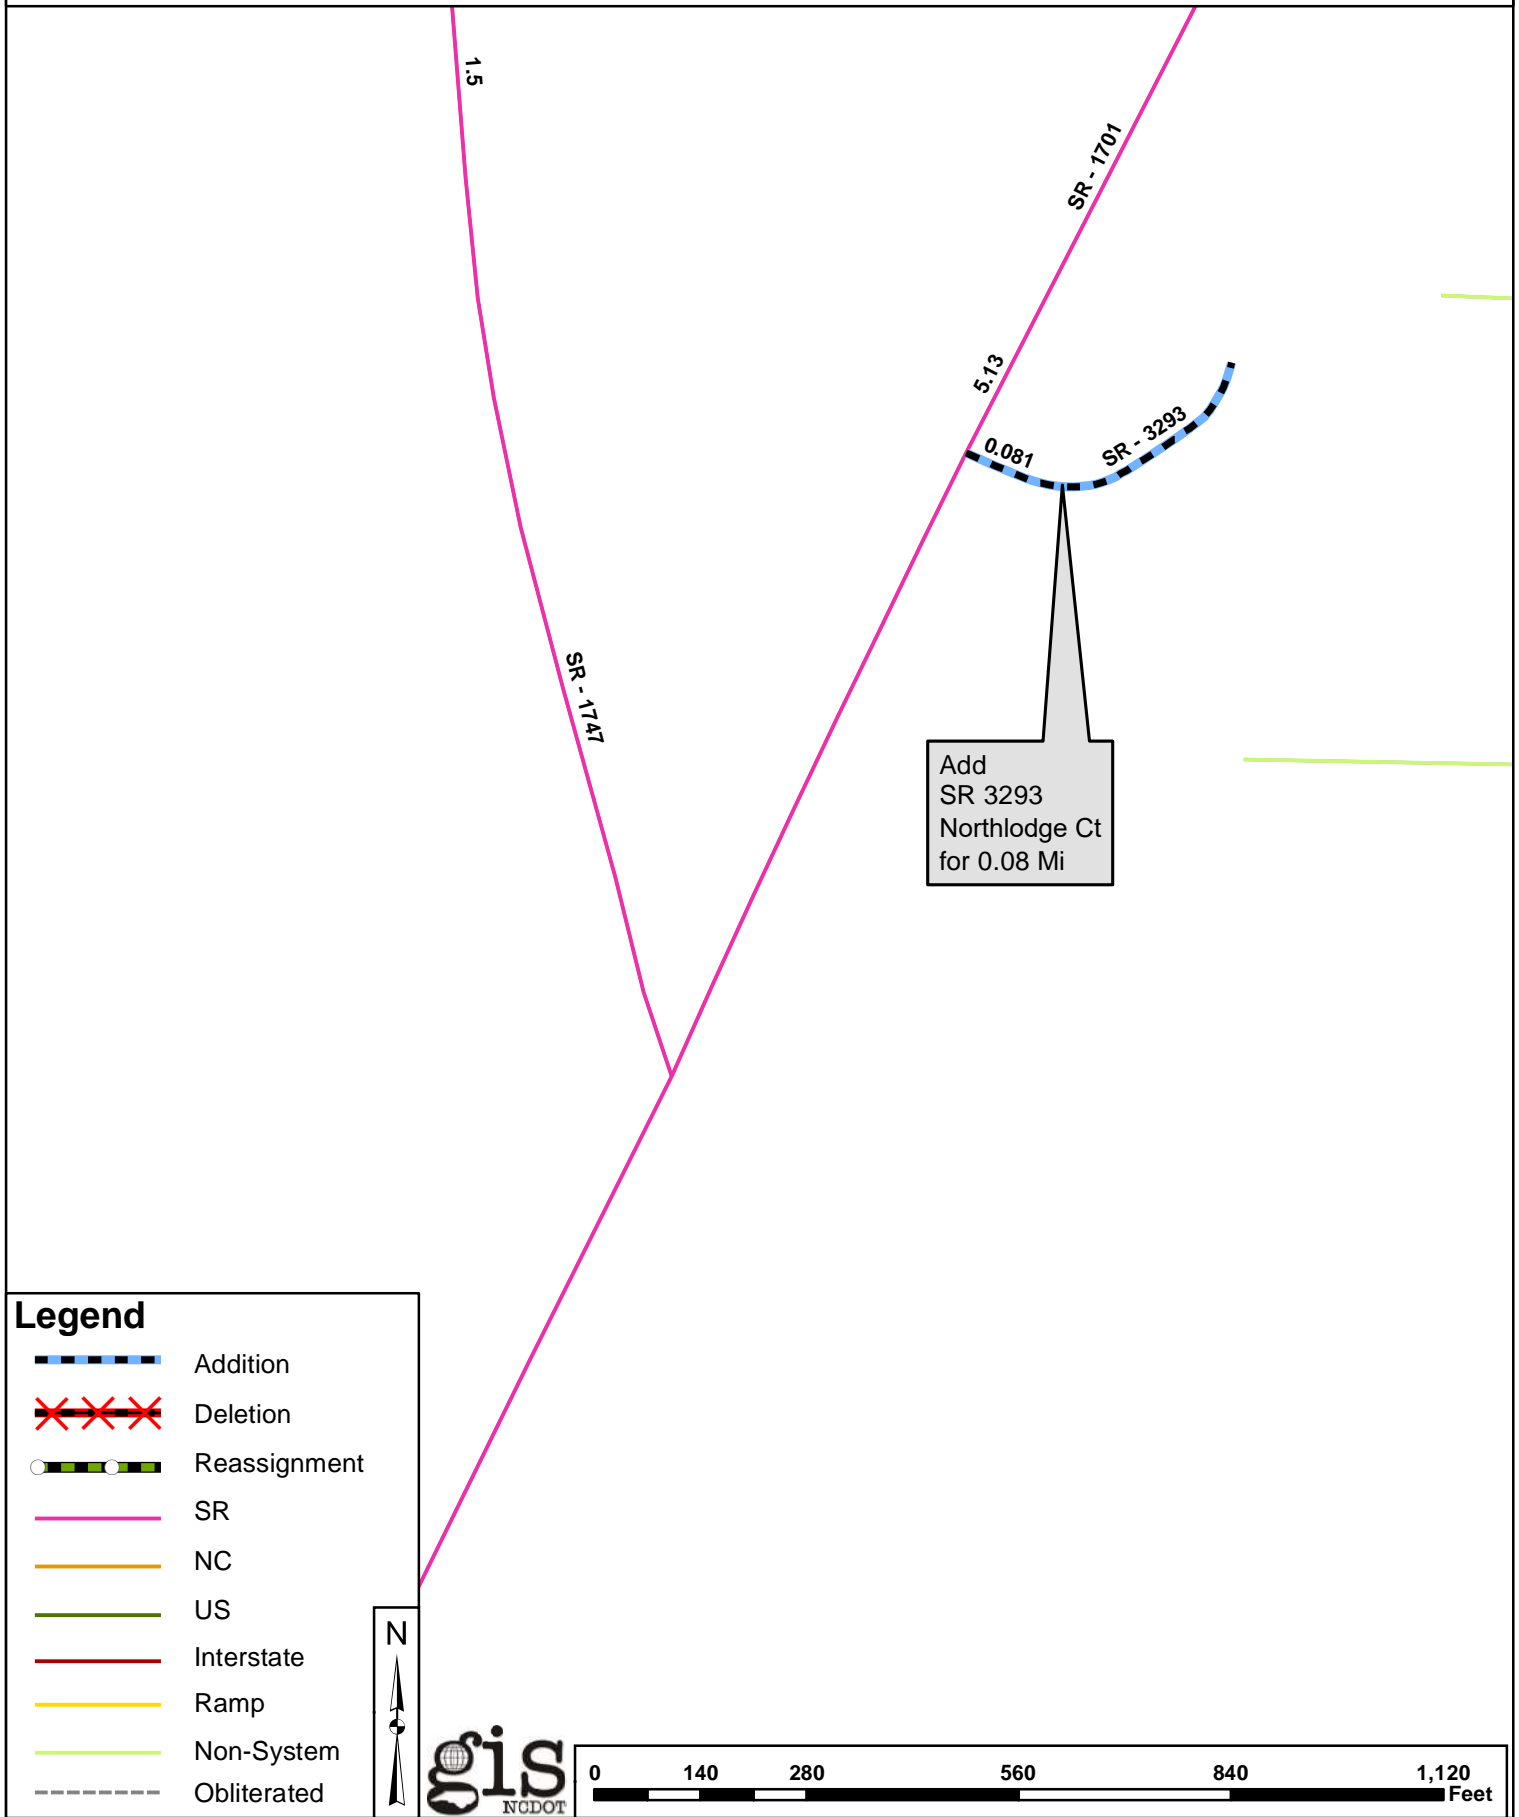 1.5
SR - 1701
5.13
0.081
SR - 3293
SR - 1747
Add
SR 3293
Northlodge Ct
for 0.08 Mi
Legend
Addition
Deletion
Reassignment
SR
NC
US
Interstate
Ramp
Non-System
Obliterated
N
gis
NCDOT
0 140 280 560 840 1,120
Feet